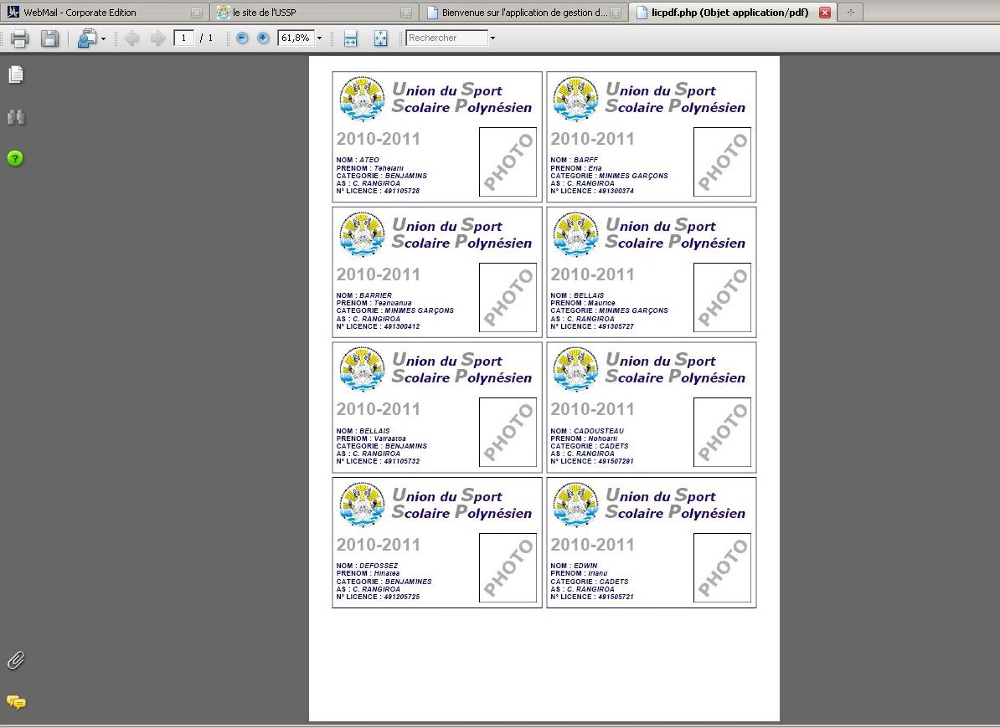 WebMail - Corporate Edition
le site de l'USSP
Bienvenue sur l'application de gestion d...
licpdf.php (Objet application/pdf)
1 / 1
61,8%
Rechercher
Union du Sport
Scolaire Polynésien
2010-2011
PHOTO
NOM : ATEO
PRENOM : Teheiarii
CATEGORIE : BENJAMINS
AS : C. RANGIROA
N° LICENCE : 491105728
Union du Sport
Scolaire Polynésien
2010-2011
PHOTO
NOM : BARFF
PRENOM : Eria
CATEGORIE : MINIMES GARÇONS
AS : C. RANGIROA
N° LICENCE : 491300374
Union du Sport
Scolaire Polynésien
2010-2011
PHOTO
NOM : BARRIER
PRENOM : Teanuanua
CATEGORIE : MINIMES GARÇONS
AS : C. RANGIROA
N° LICENCE : 491300412
Union du Sport
Scolaire Polynésien
2010-2011
PHOTO
NOM : BELLAIS
PRENOM : Maurice
CATEGORIE : MINIMES GARÇONS
AS : C. RANGIROA
N° LICENCE : 491305727
Union du Sport
Scolaire Polynésien
2010-2011
PHOTO
NOM : BELLAIS
PRENOM : Vairaatoa
CATEGORIE : BENJAMINS
AS : C. RANGIROA
N° LICENCE : 491105732
Union du Sport
Scolaire Polynésien
2010-2011
PHOTO
NOM : CADOUSTEAU
PRENOM : Nohoarii
CATEGORIE : CADETS
AS : C. RANGIROA
N° LICENCE : 491507291
Union du Sport
Scolaire Polynésien
2010-2011
PHOTO
NOM : DEFOSSEZ
PRENOM : Hinatea
CATEGORIE : BENJAMINES
AS : C. RANGIROA
N° LICENCE : 491205725
Union du Sport
Scolaire Polynésien
2010-2011
PHOTO
NOM : EDWIN
PRENOM : Irianu
CATEGORIE : CADETS
AS : C. RANGIROA
N° LICENCE : 491505721